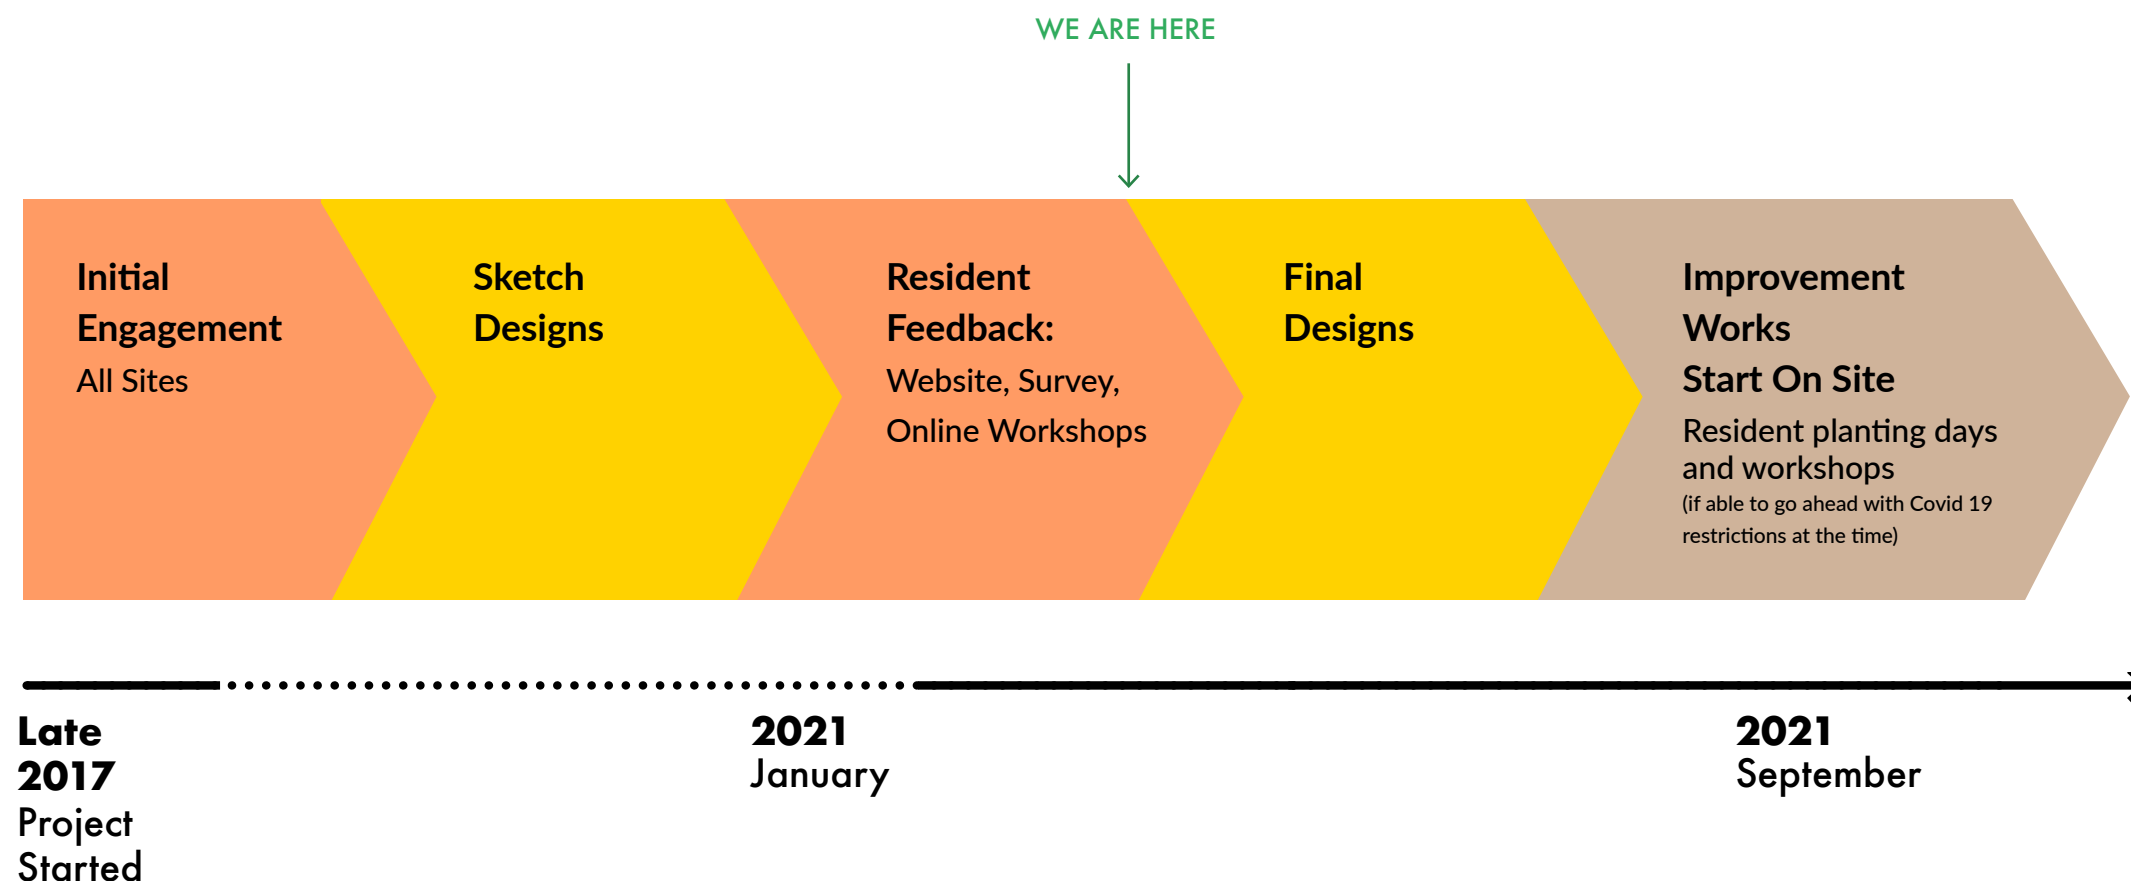 WE ARE HERE
Initial
Engagement
All Sites
Sketch
Designs
Resident
Feedback:
Website, Survey,
Online Workshops
Final
Designs
Improvement
Works
Start On Site
Resident planting days
and workshops
(if able to go ahead with Covid 19
restrictions at the time)
Late
2017
Project
Started
2021
January
2021
September